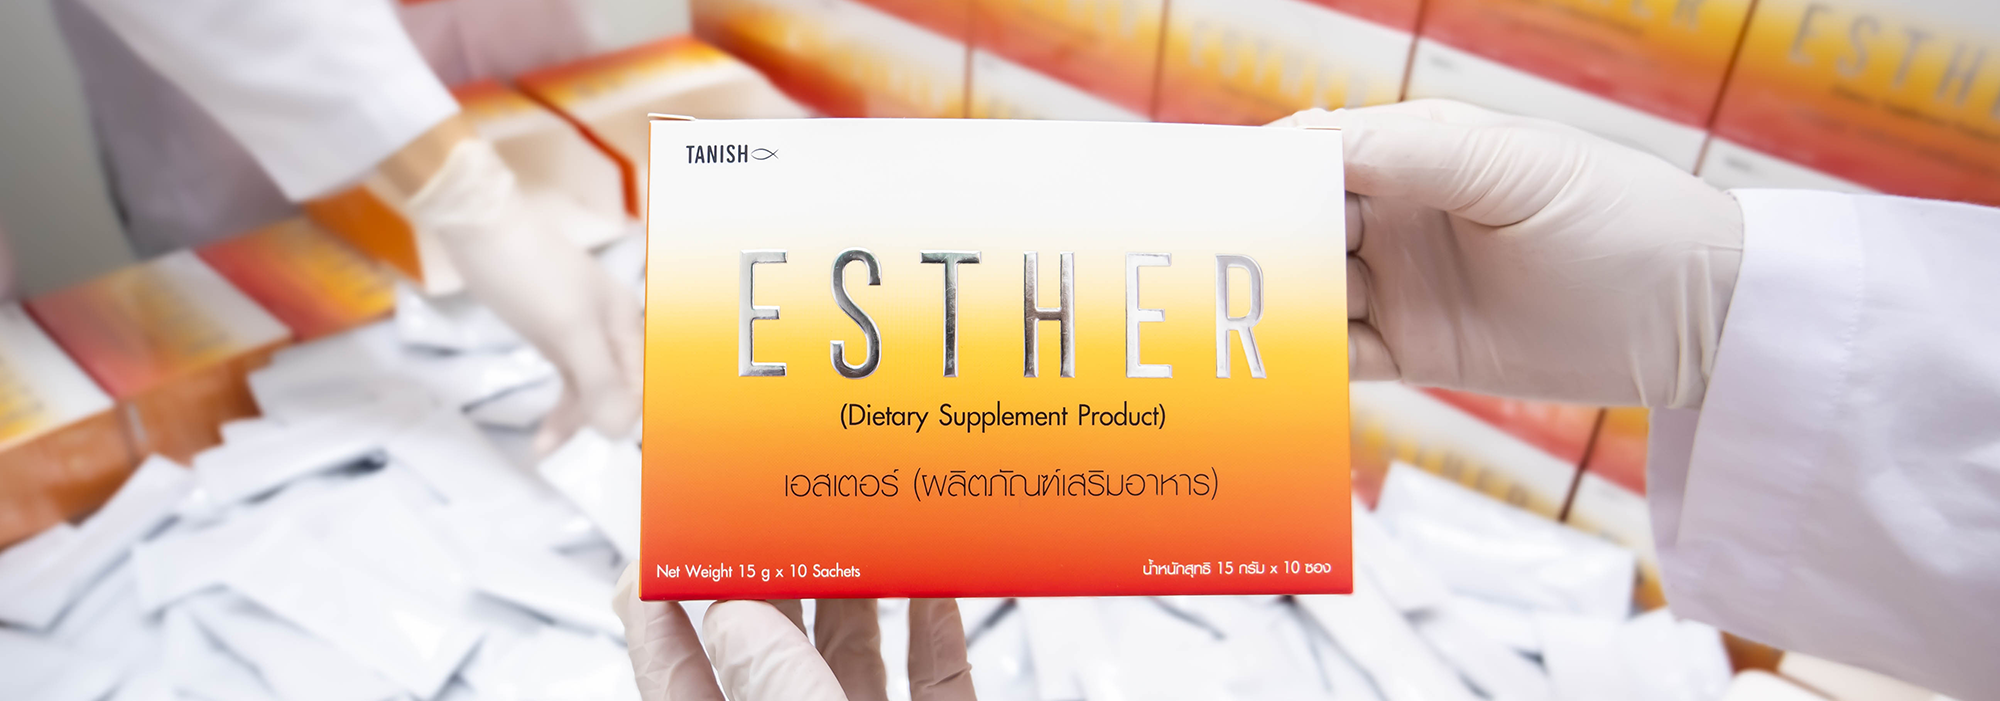 TANISH
ESTHER
(Dietary Supplement Product)
เอสเตอร์ (ผลิตภัณฑ์เสริมอาหาร)
Net Weight 15 g x 10 Sachets
น้ำหนักสุทธิ 15 กรัม x 10 ซอง
ESTHER